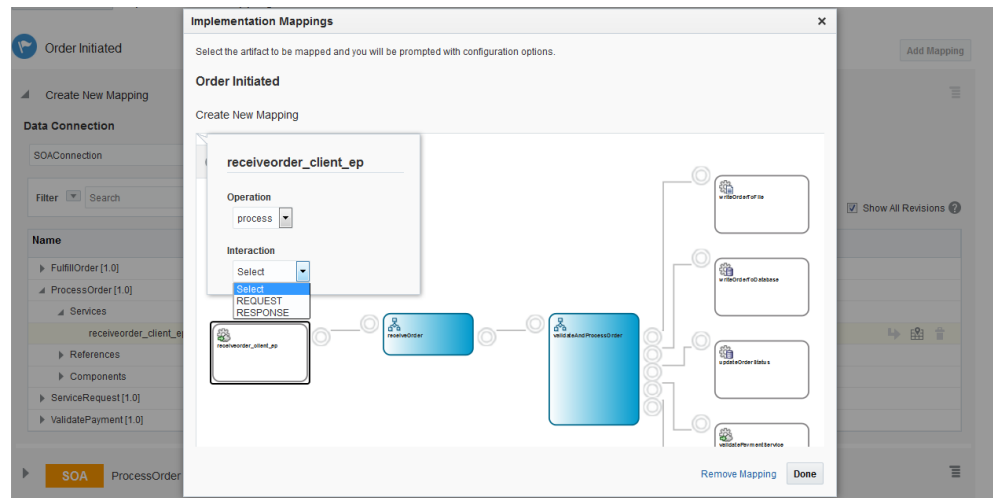 Implementation Mappings
Select the artifact to be mapped and you will be prompted with configuration options.
Order Initiated
Add Mapping
Order Initiated
Create New Mapping
Create New Mapping
Data Connection
SOAConnection
Filter
Search
Show All Revisions
Name
FulfillOrder [1.0]
ProcessOrder [1.0]
Services
receiveorder_client_ep
References
Components
ServiceRequest [1.0]
ValidatePayment [1.0]
SOA ProcessOrder
receiveorder_client_ep
Operation
process
Interaction
Select
Select
REQUEST
RESPONSE
receiveorder_client_ep
receiveOrder
validateAndProcessOrder
writeOrderToFile
writeOrderToDatabase
updateOrderStatus
validatePaymentService
Remove Mapping Done